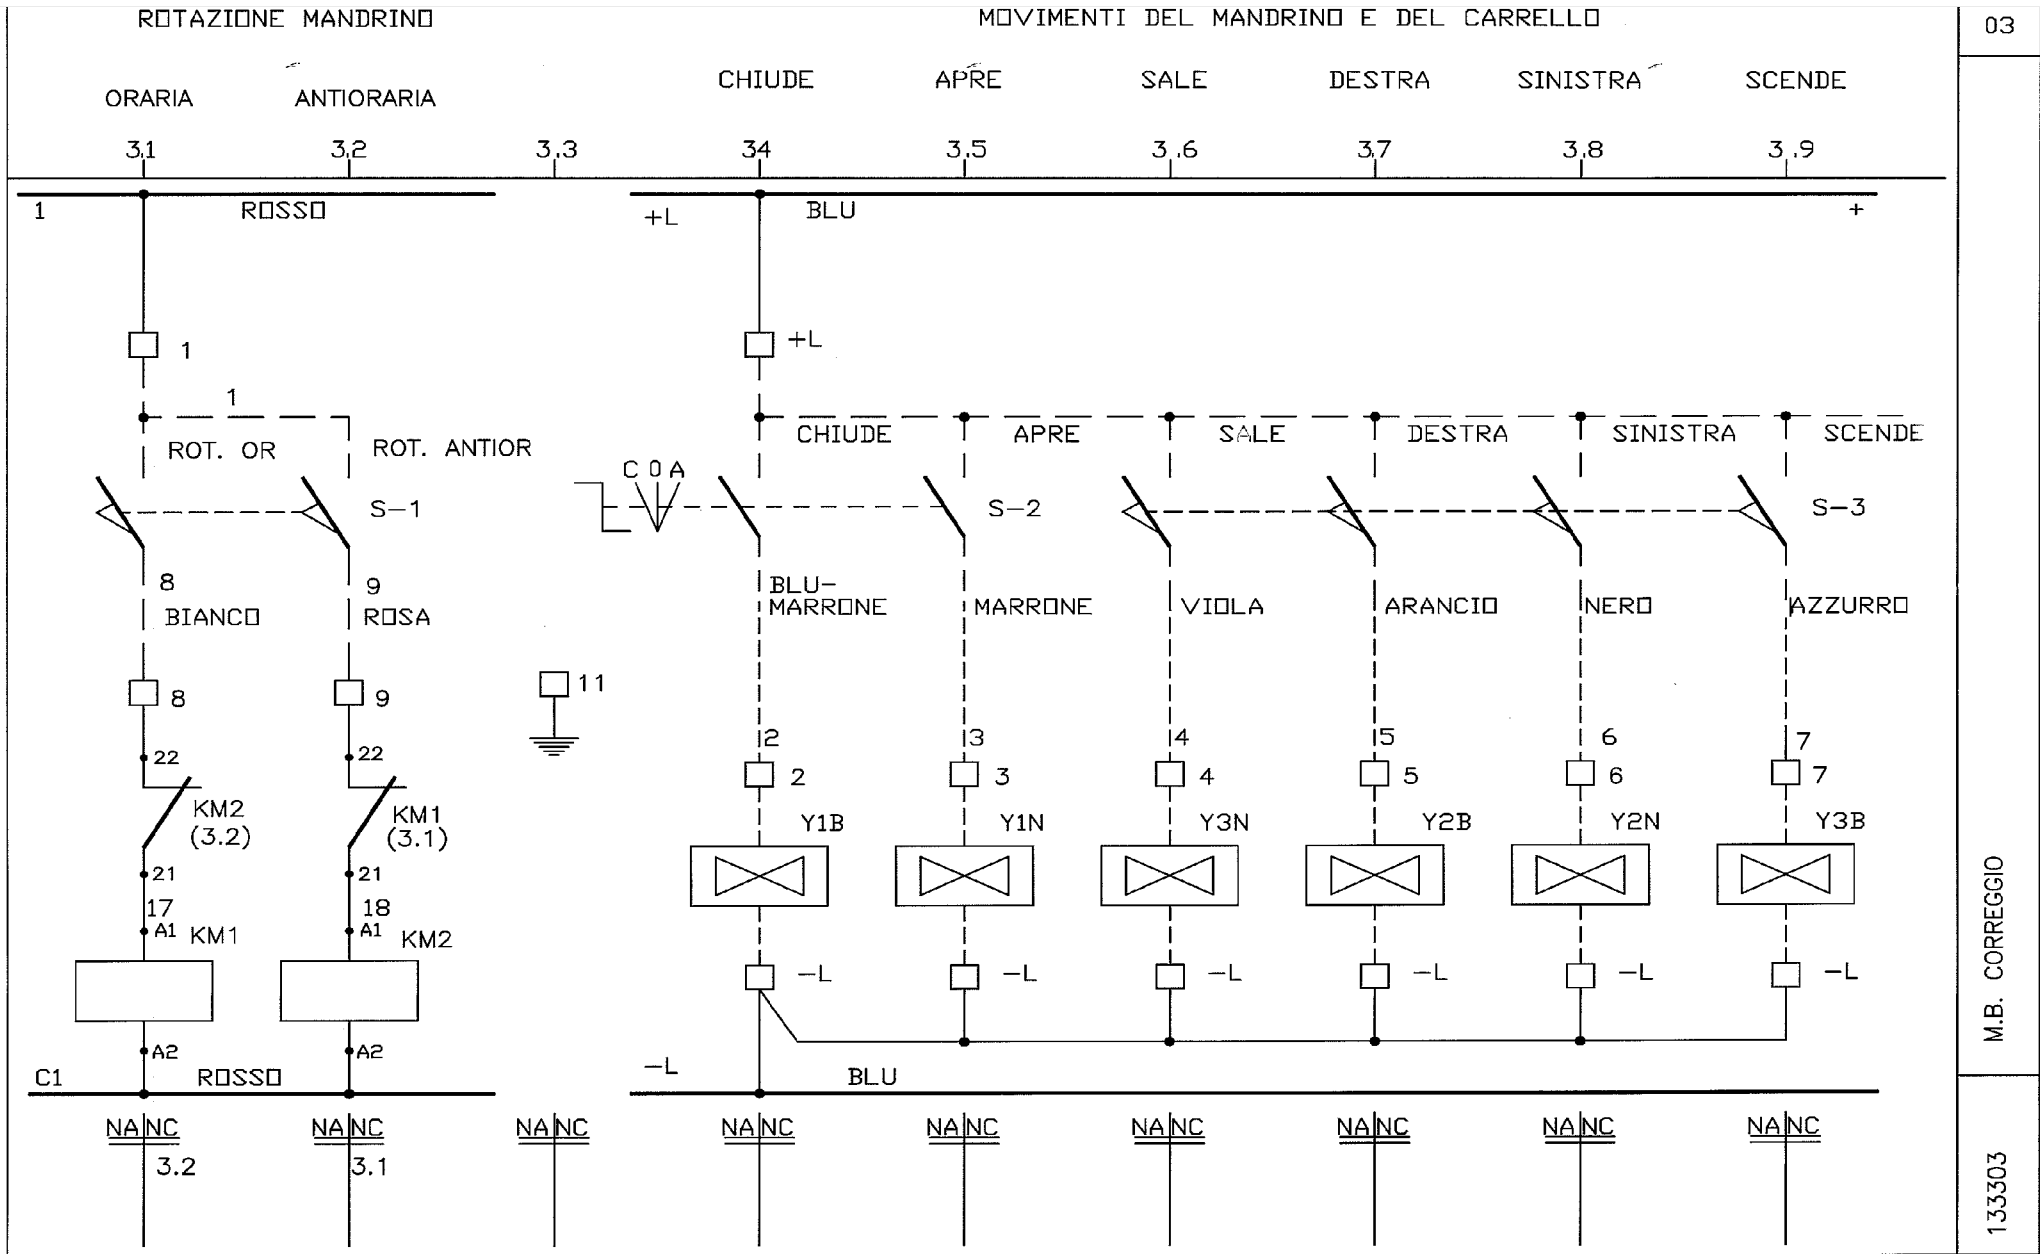 ROTAZIONE MANDRINO
MOVIMENTI DEL MANDRINO E DEL CARRELLO
03
ORARIA
ANTIORARIA
CHIUDE
APRE
SALE
DESTRA
SINISTRA
SCENDE
3.1
3.2
3.3
3.4
3.5
3.6
3.7
3.8
3.9
1
ROSSO
+L
BLU
+
1
+L
1
ROT. OR
ROT. ANTIOR
CHIUDE
APRE
SALE
DESTRA
SINISTRA
SCENDE
C 0 A
S-1
S-2
S-3
8
9
BIANCO
ROSA
BLU-
MARRONE
MARRONE
VIOLA
ARANCIO
NERO
AZZURRO
8
9
11
2
3
4
5
6
7
22
22
2
3
4
5
6
7
KM2
(3.2)
KM1
(3.1)
Y1B
Y1N
Y3N
Y2B
Y2N
Y3B
21
21
17
18
A1
KM1
A1
KM2
-L
-L
-L
-L
-L
-L
A2
A2
C1
ROSSO
-L
BLU
NA NC
NA NC
NA NC
NA NC
NA NC
NA NC
NA NC
NA NC
NA NC
3.2
3.1
M.B. CORREGGIO
133303